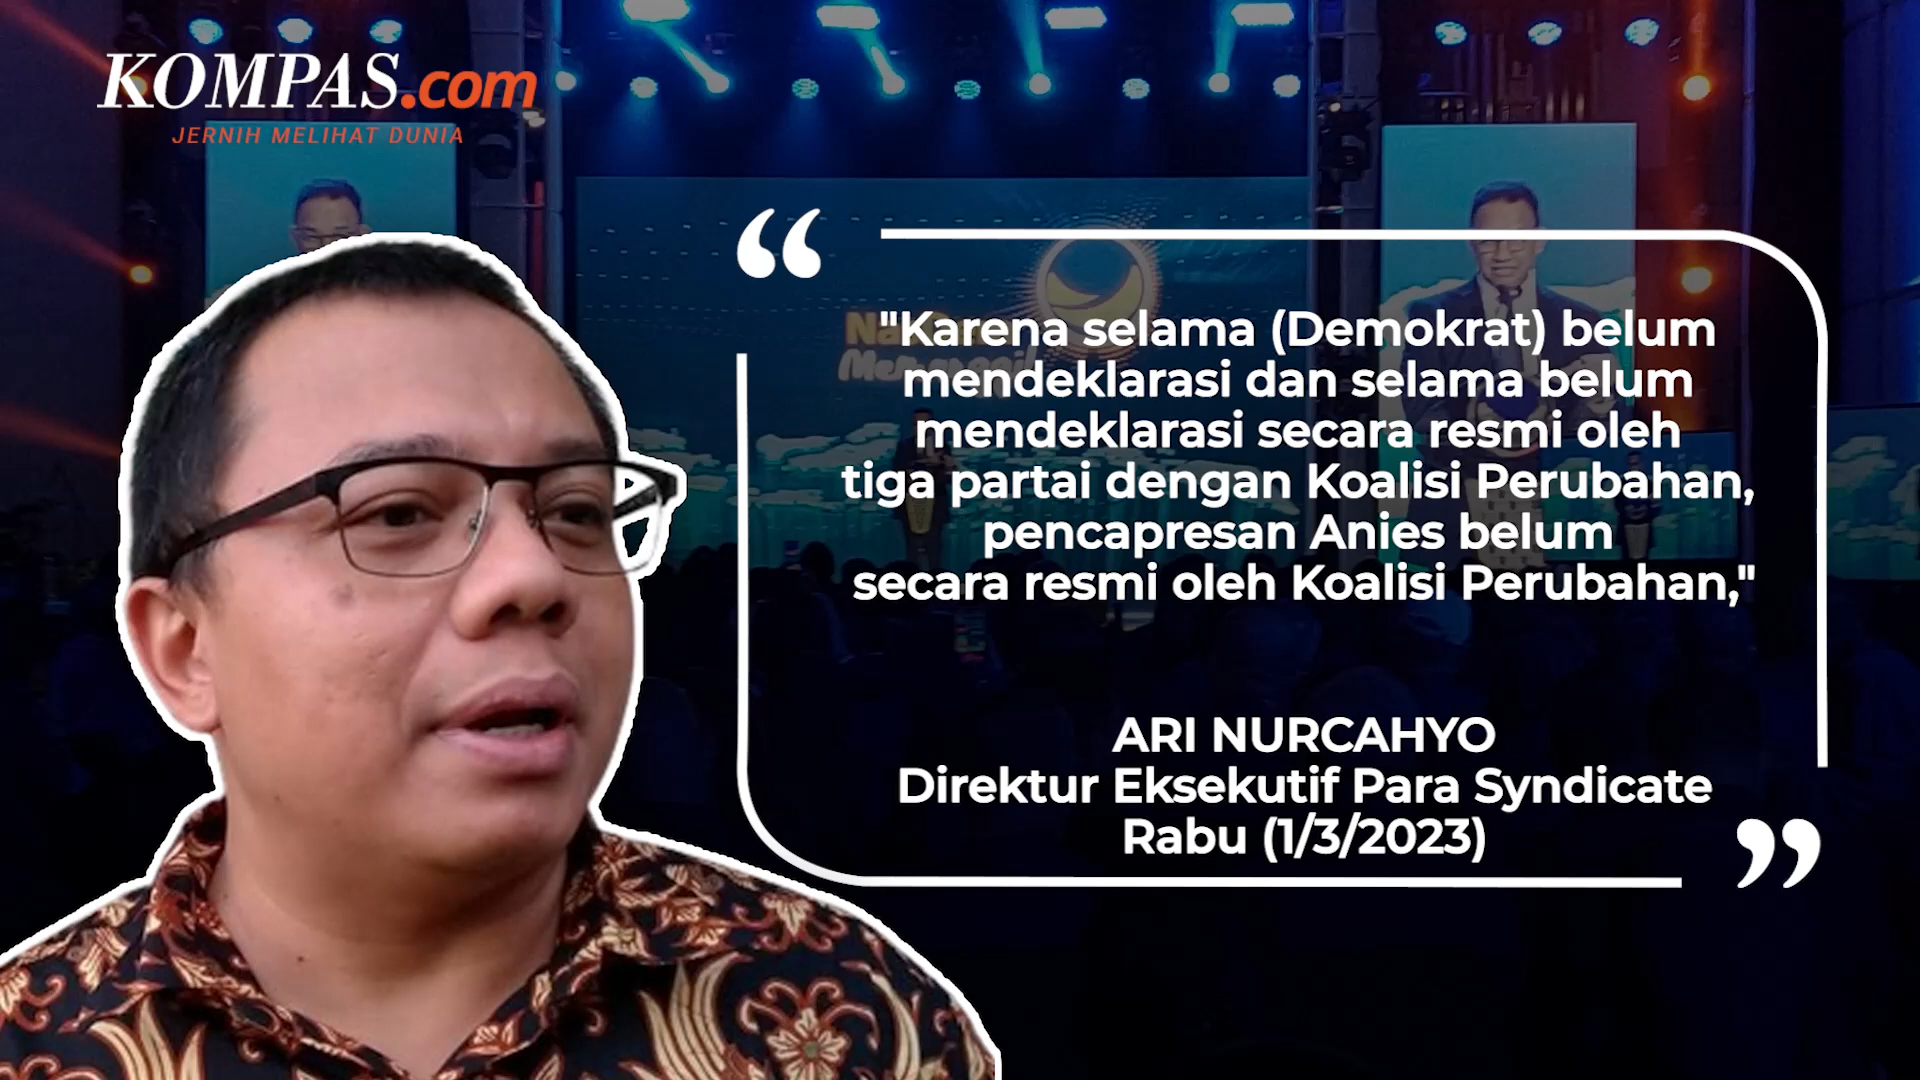 KOMPAS.com
JERNIH MELIHAT DUNIA
"Karena selama (Demokrat) belum
mendeklarasi dan selama belum
mendeklarasi secara resmi oleh
tiga partai dengan Koalisi Perubahan,
pencapresan Anies belum
secara resmi oleh Koalisi Perubahan,"
ARI NURCAHYO
Direktur Eksekutif Para Syndicate
Rabu (1/3/2023)